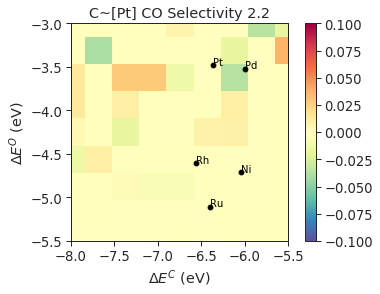 C~[Pt] CO Selectivity 2.2
−3.0
−3.5
−4.0
−4.5
−5.0
−5.5
ΔE^O (eV)
Pt
Pd
Rh
Ni
Ru
−8.0 −7.5 −7.0 −6.5 −6.0 −5.5
ΔE^C (eV)
0.100
0.075
0.050
0.025
0.000
−0.025
−0.050
−0.075
−0.100